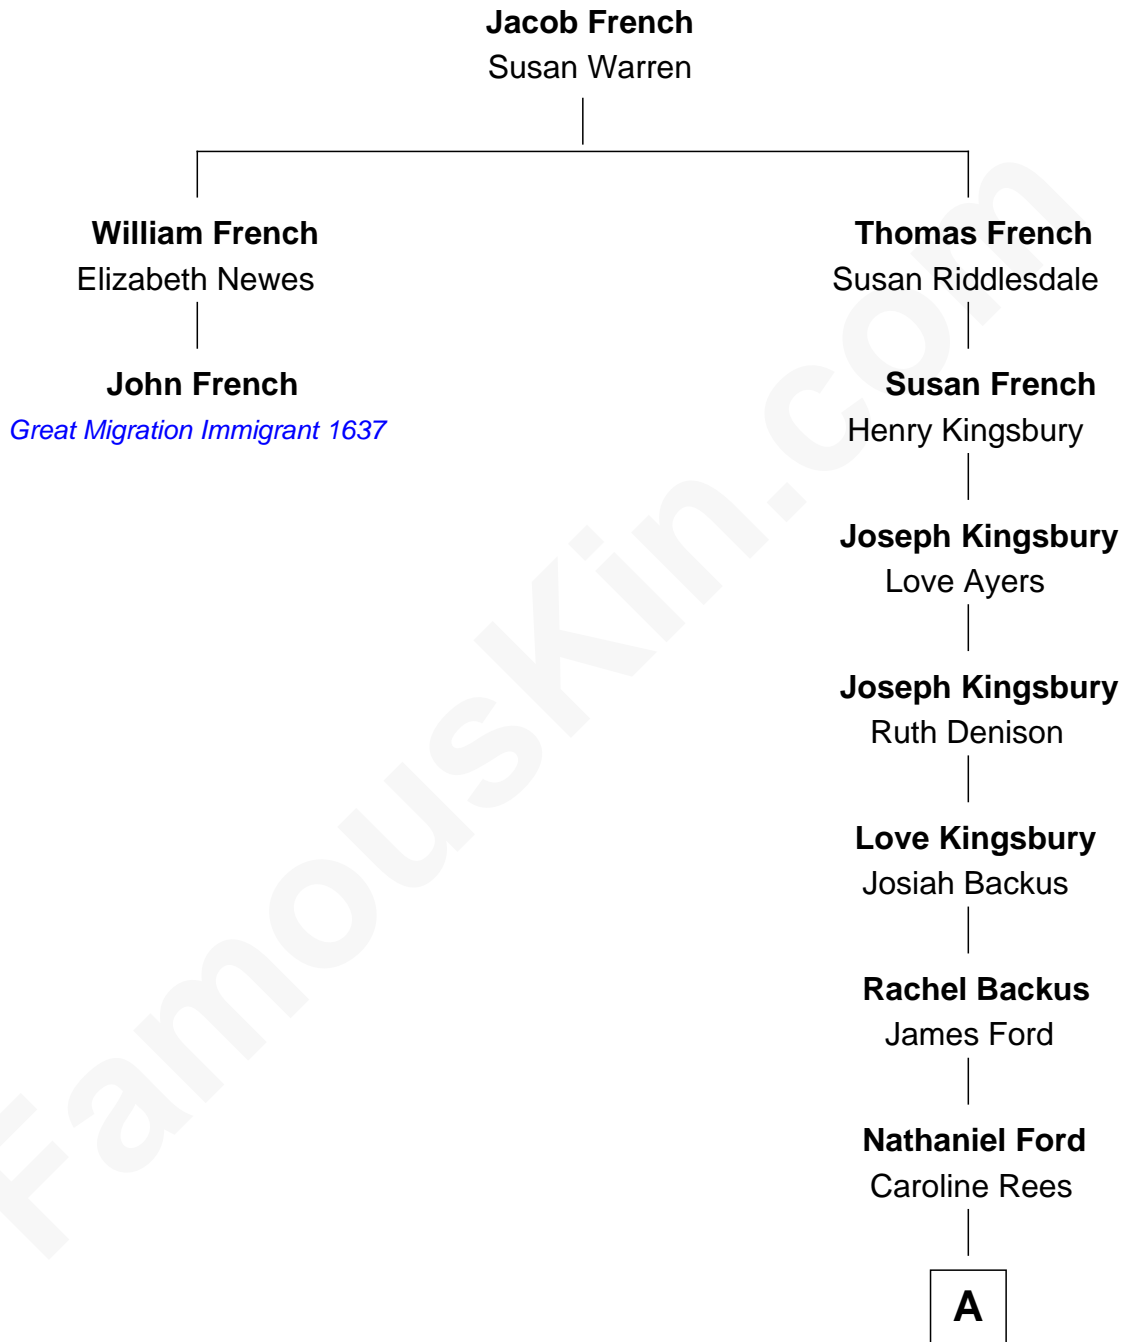 Jacob French
Susan Warren
William French
Elizabeth Newes
John French
Great Migration Immigrant 1637
Thomas French
Susan Riddlesdale
Susan French
Henry Kingsbury
Joseph Kingsbury
Love Ayers
Joseph Kingsbury
Ruth Denison
Love Kingsbury
Josiah Backus
Rachel Backus
James Ford
Nathaniel Ford
Caroline Rees
A
FamousKin.com